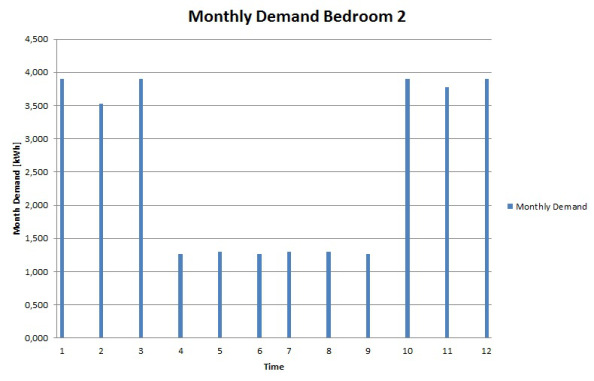 Monthly Demand Bedroom 2
4,500
4,000
3,500
3,000
2,500
2,000
1,500
1,000
0,500
0,000
Month Demand [kWh]
1 2 3 4 5 6 7 8 9 10 11 12
Time
Monthly Demand